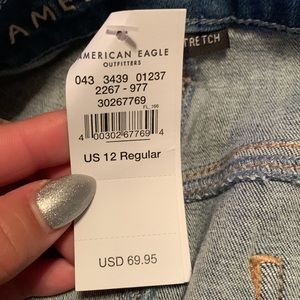 AME
AMERICAN EAGLE
OUTFITTERS
TRETCH
043 3439 01237
2267 - 977
30267769
4 00302 67769 4
US 12 Regular
USD 69.95